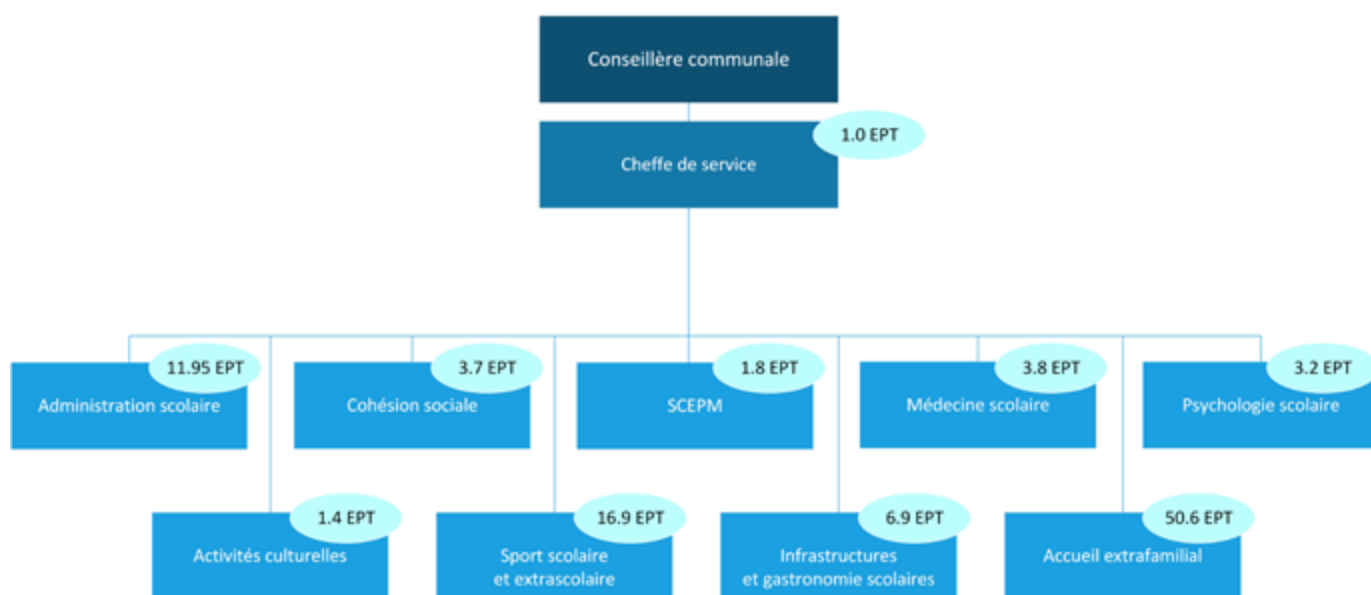 Conseillère communale
1.0 EPT
Cheffe de service
11.95 EPT
Administration scolaire
3.7 EPT
Cohésion sociale
1.8 EPT
SCEPM
3.8 EPT
Médecine scolaire
3.2 EPT
Psychologie scolaire
1.4 EPT
Activités culturelles
16.9 EPT
Sport scolaire
et extrascolaire
6.9 EPT
Infrastructures
et gastronomie scolaires
50.6 EPT
Accueil extrafamilial